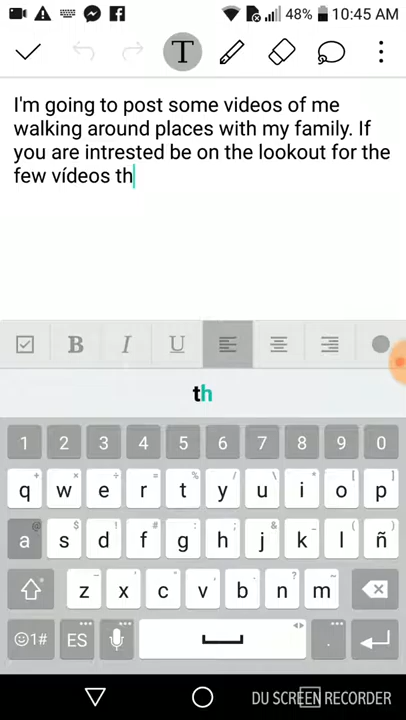 48% 10:45 AM
T
I'm going to post some videos of me
walking around places with my family. If
you are intrested be on the lookout for the
few vídeos th
B I U
th
1 2 3 4 5 6 7 8 9 0
+ × ÷ = % / \ | [ ]
q w e r t y u i o p
@ $ ! # : ; & _ ( )
a s d f g h j k l ñ
- ' " , ? ~
z x c v b n m
☺1# ES .
DU SCREEN RECORDER